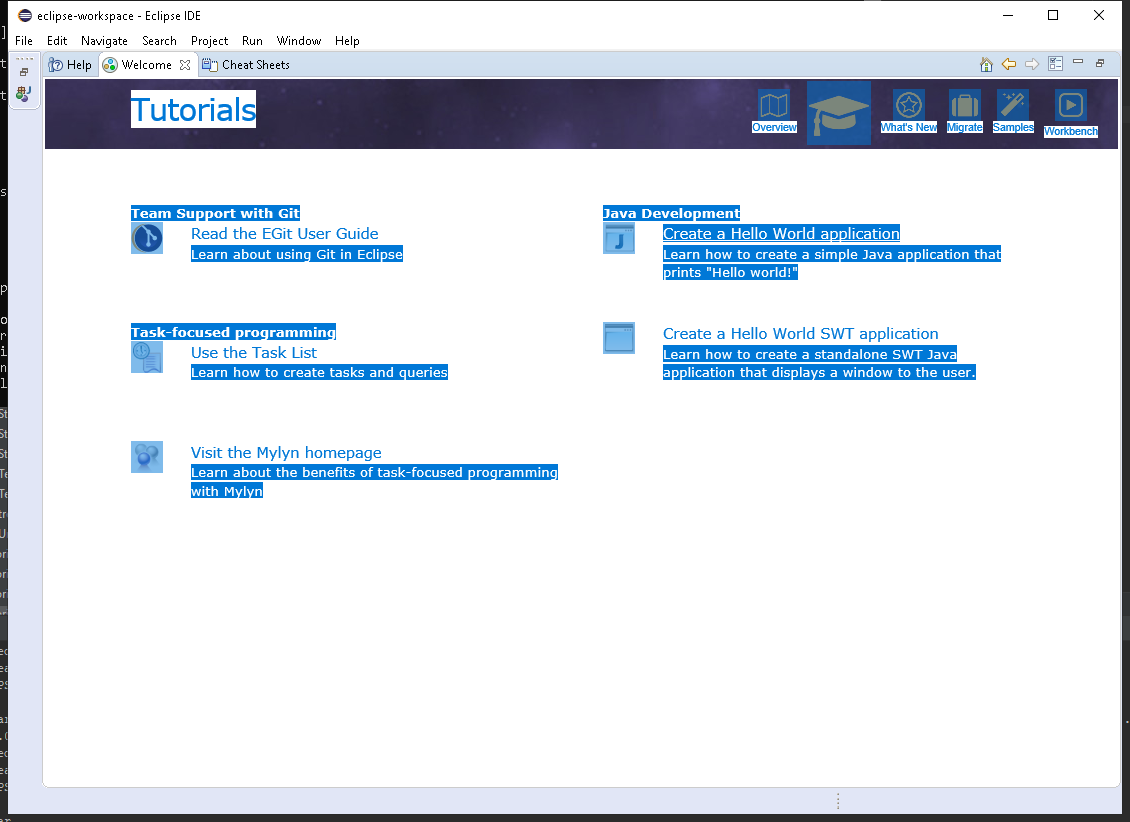 eclipse-workspace - Eclipse IDE
File Edit Navigate Search Project Run Window Help
Help Welcome Cheat Sheets
Tutorials
Overview What's New Migrate Samples Workbench
Team Support with Git
Read the EGit User Guide
Learn about using Git in Eclipse
Task-focused programming
Use the Task List
Learn how to create tasks and queries
Visit the Mylyn homepage
Learn about the benefits of task-focused programming
with Mylyn
Java Development
Create a Hello World application
Learn how to create a simple Java application that
prints "Hello world!"
Create a Hello World SWT application
Learn how to create a standalone SWT Java
application that displays a window to the user.